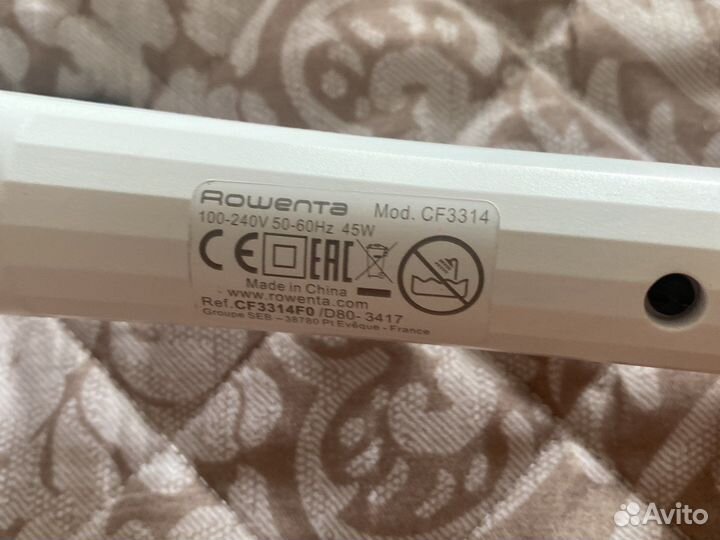 Rowenta Mod. CF3314
100-240V 50-60Hz 45W
CE EAC
Made in China
www.rowenta.com
Ref.CF3314F0 /D80-3417
Groupe SEB – 38780 Pt Evêque - France
Avito